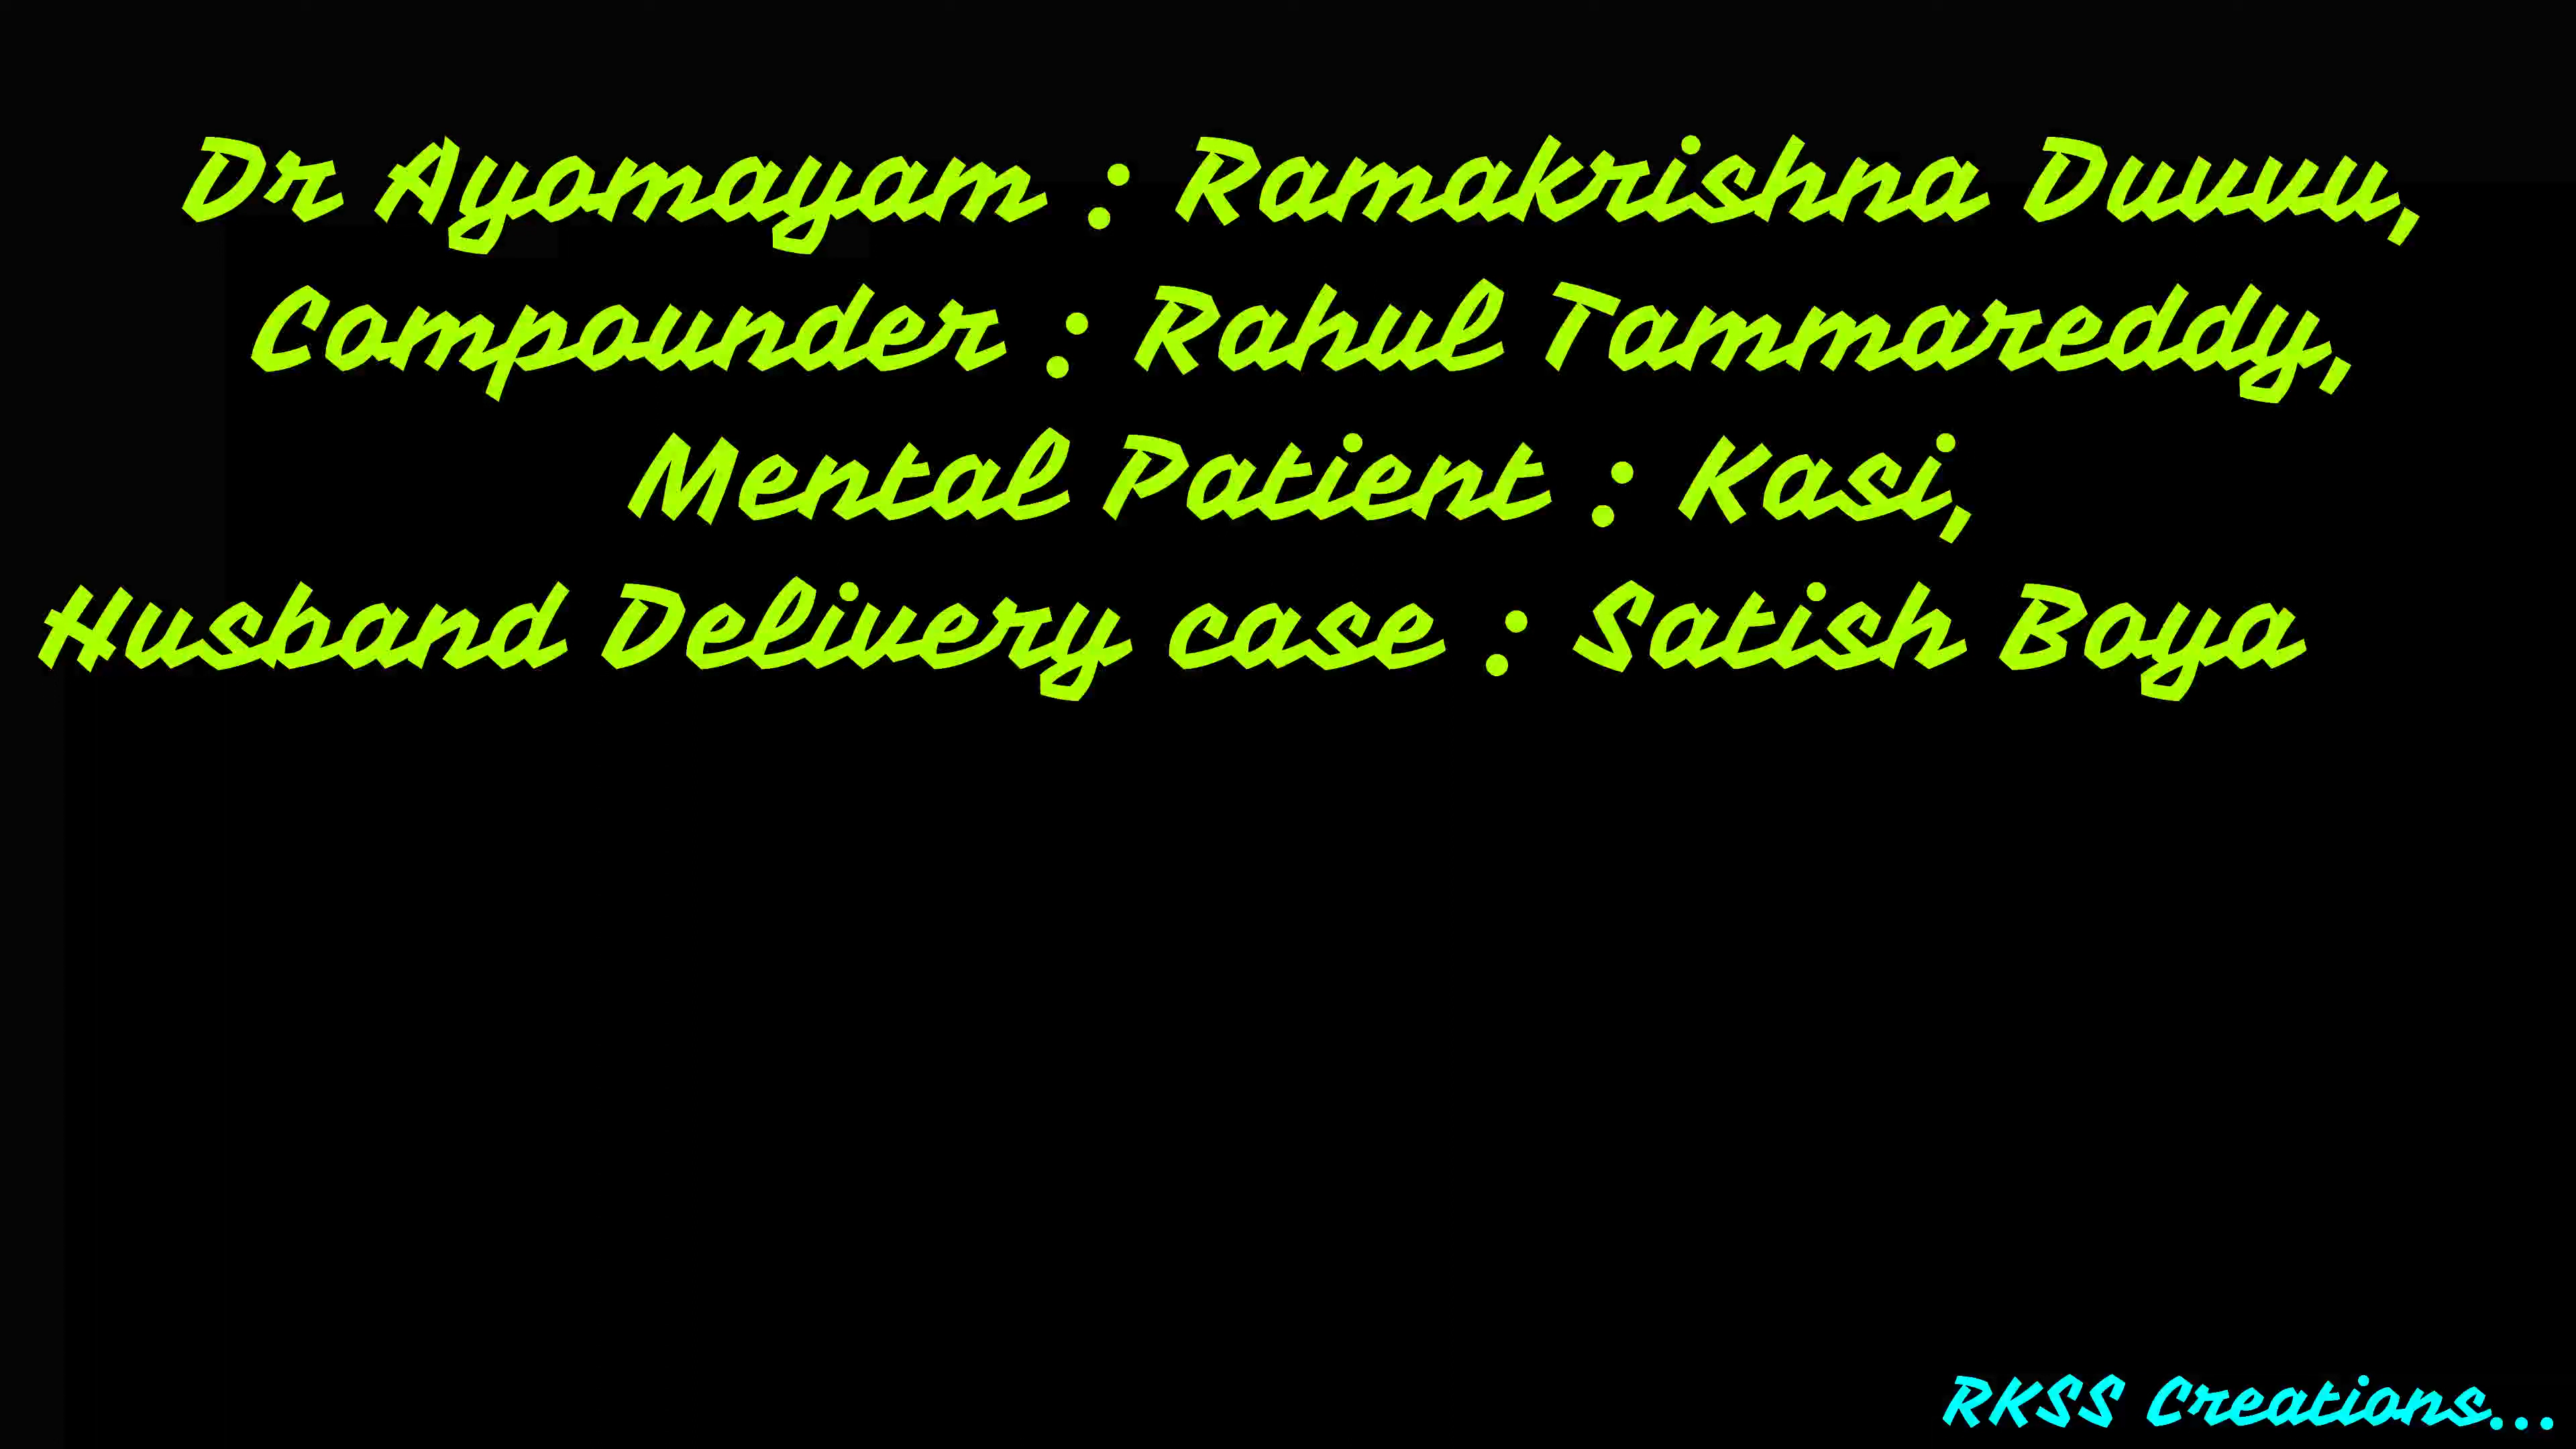 Dr Ayomayam : Ramakrishna Duvvu,
Compounder : Rahul Tammareddy,
Mental Patient : Kasi,
Husband Delivery case : Satish Boya
RKSS Creations...